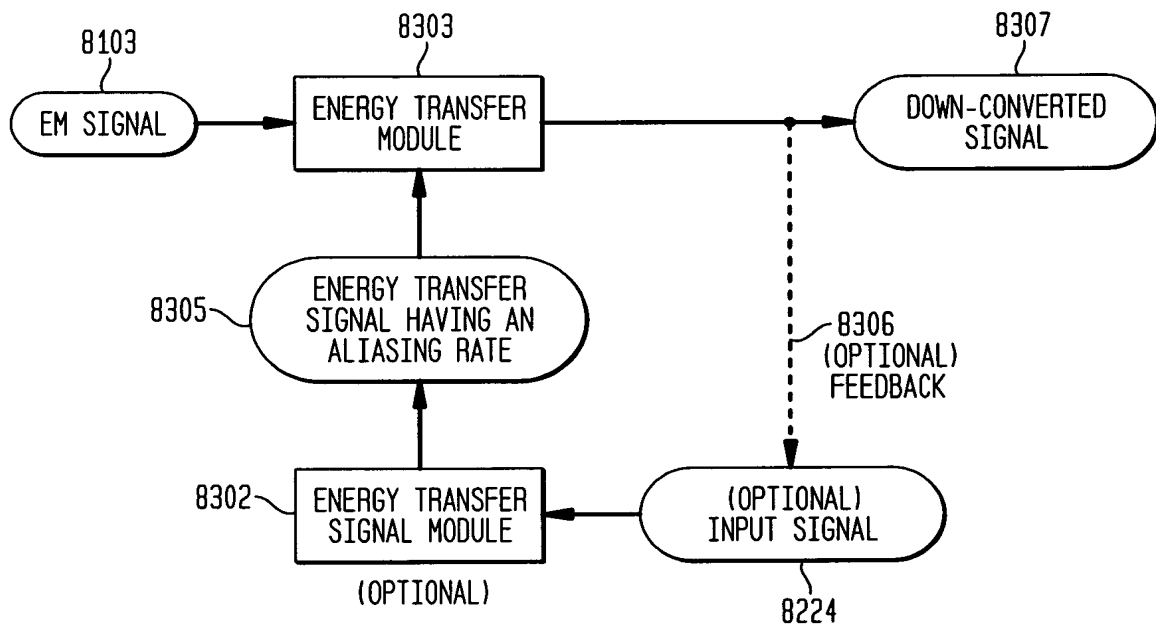 8103
8303
8307
EM SIGNAL
ENERGY TRANSFER
MODULE
DOWN-CONVERTED
SIGNAL
8305
ENERGY TRANSFER
SIGNAL HAVING AN
ALIASING RATE
8306
(OPTIONAL)
FEEDBACK
8302
ENERGY TRANSFER
SIGNAL MODULE
(OPTIONAL)
(OPTIONAL)
INPUT SIGNAL
8224